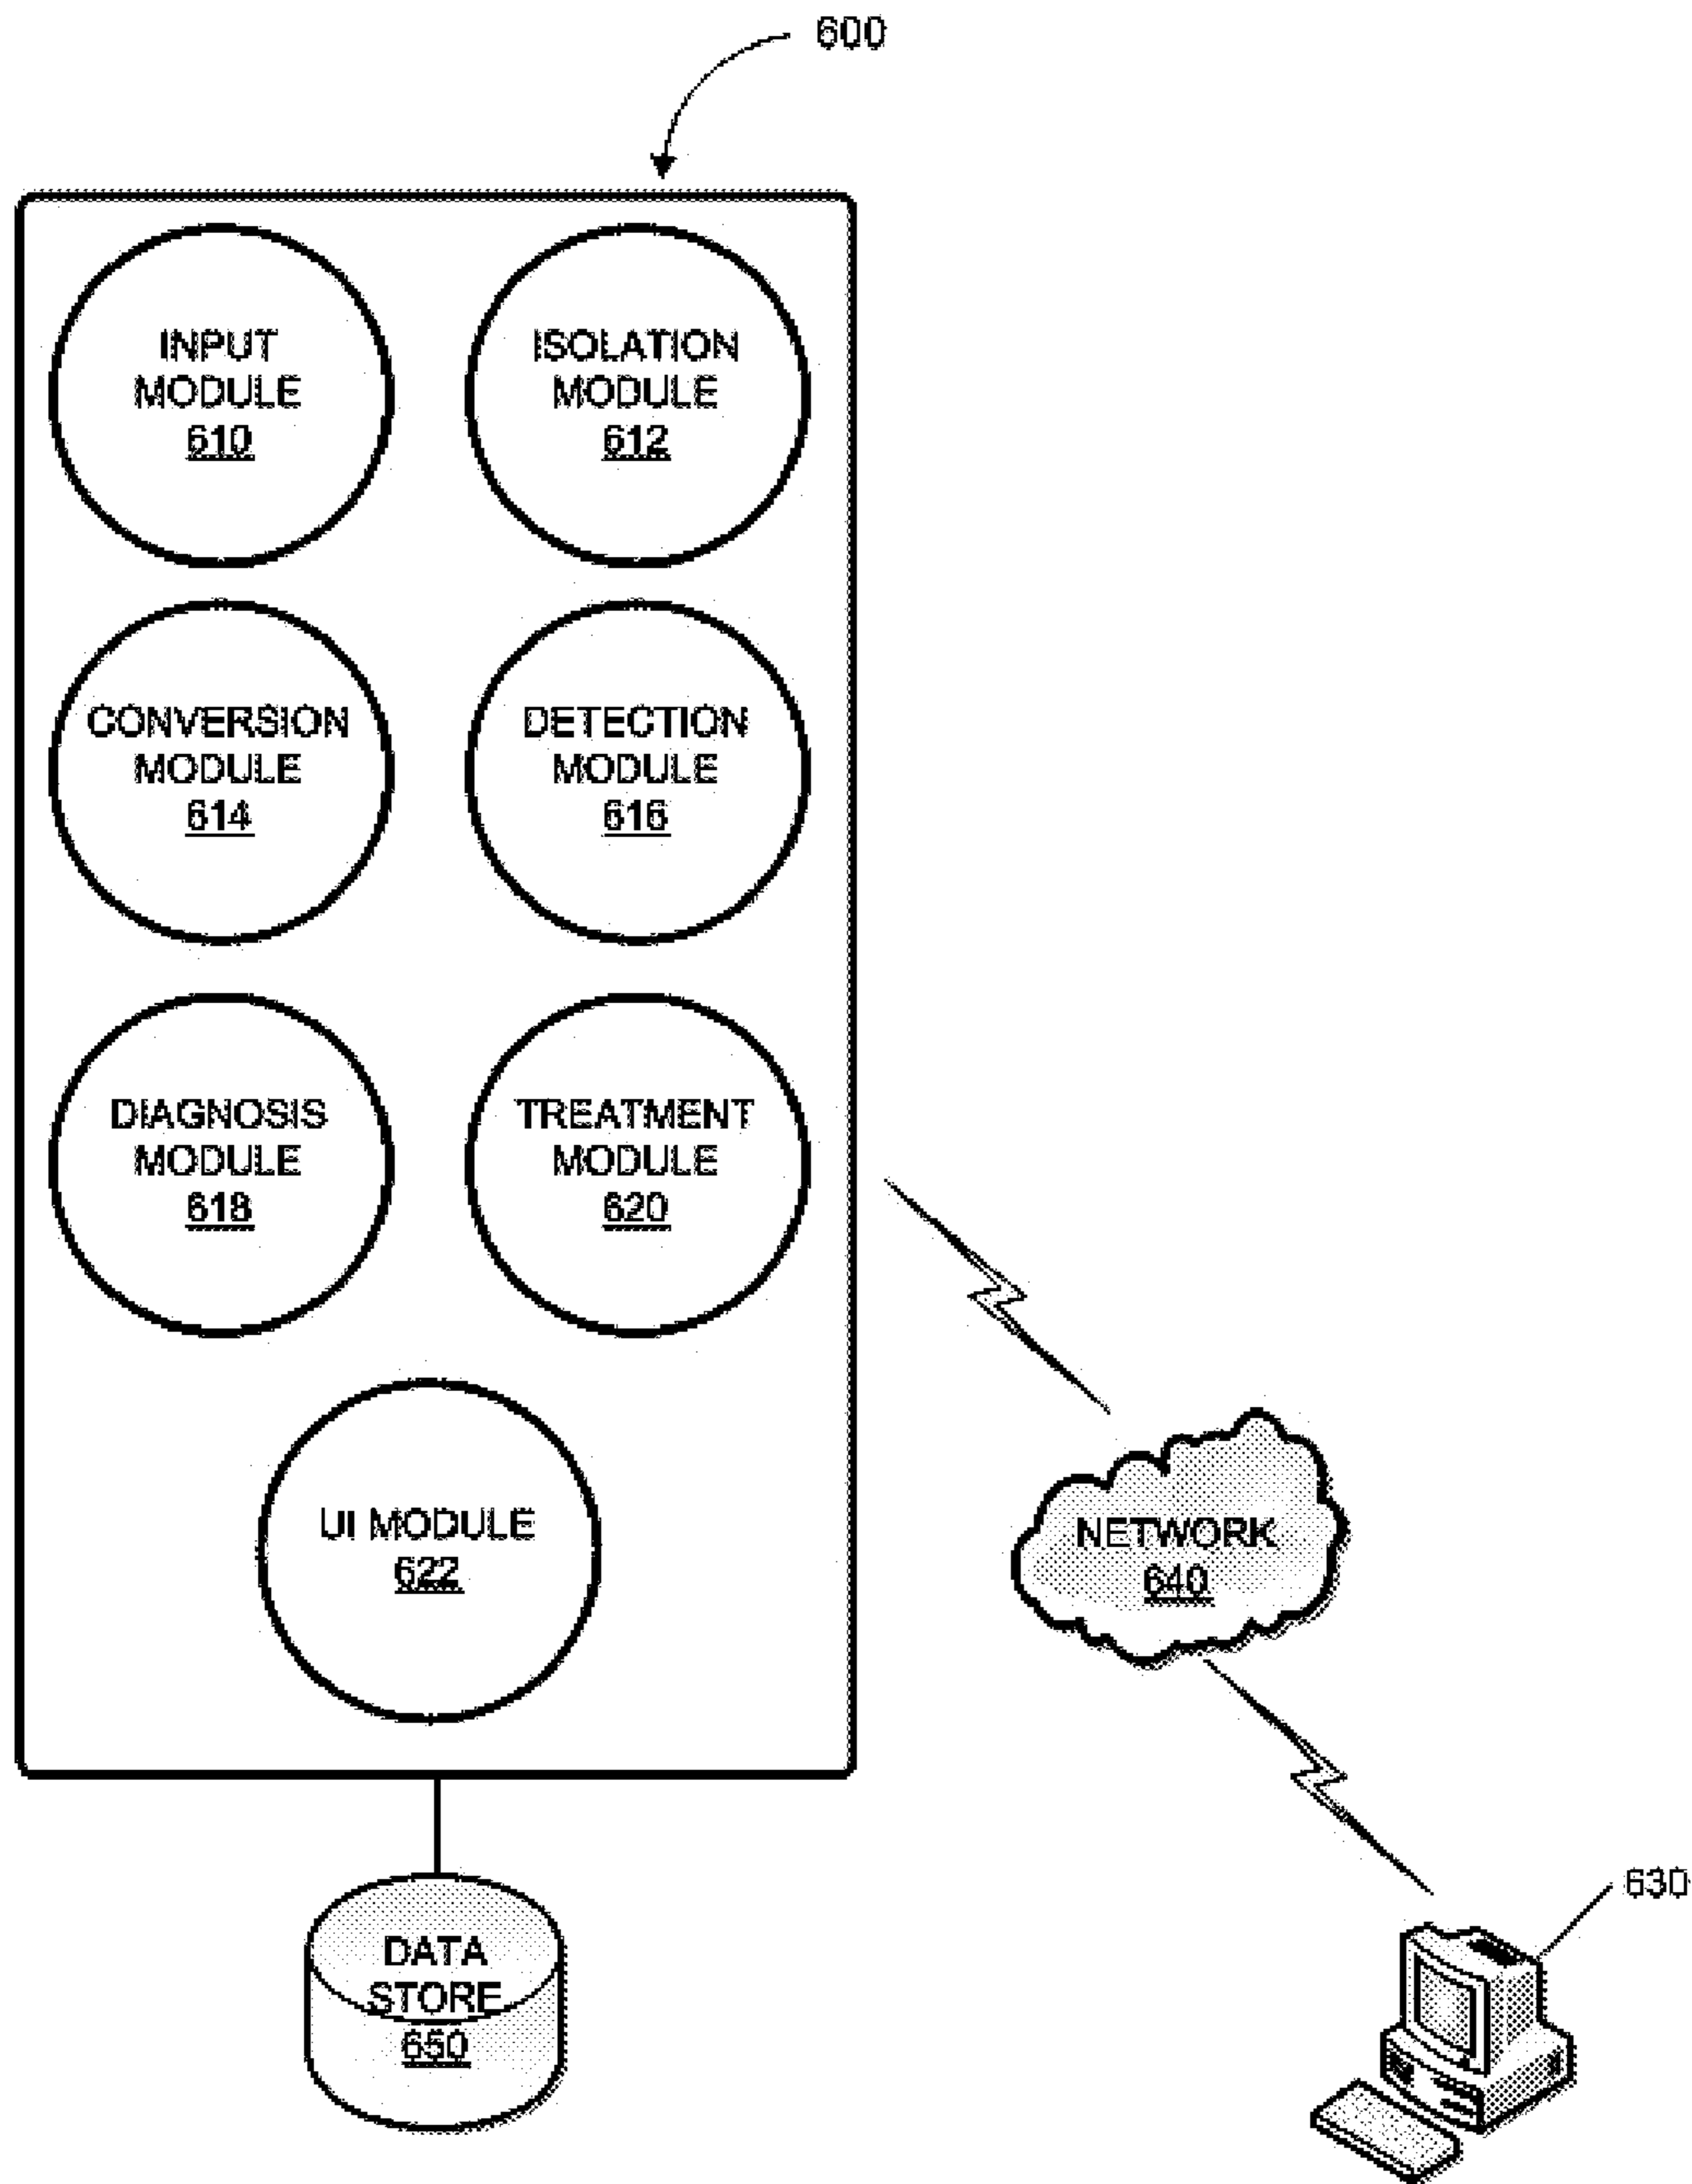 600
INPUT
MODULE
610
ISOLATION
MODULE
612
CONVERSION
MODULE
614
DETECTION
MODULE
616
DIAGNOSIS
MODULE
618
TREATMENT
MODULE
620
UI MODULE
622
NETWORK
640
630
DATA
STORE
650